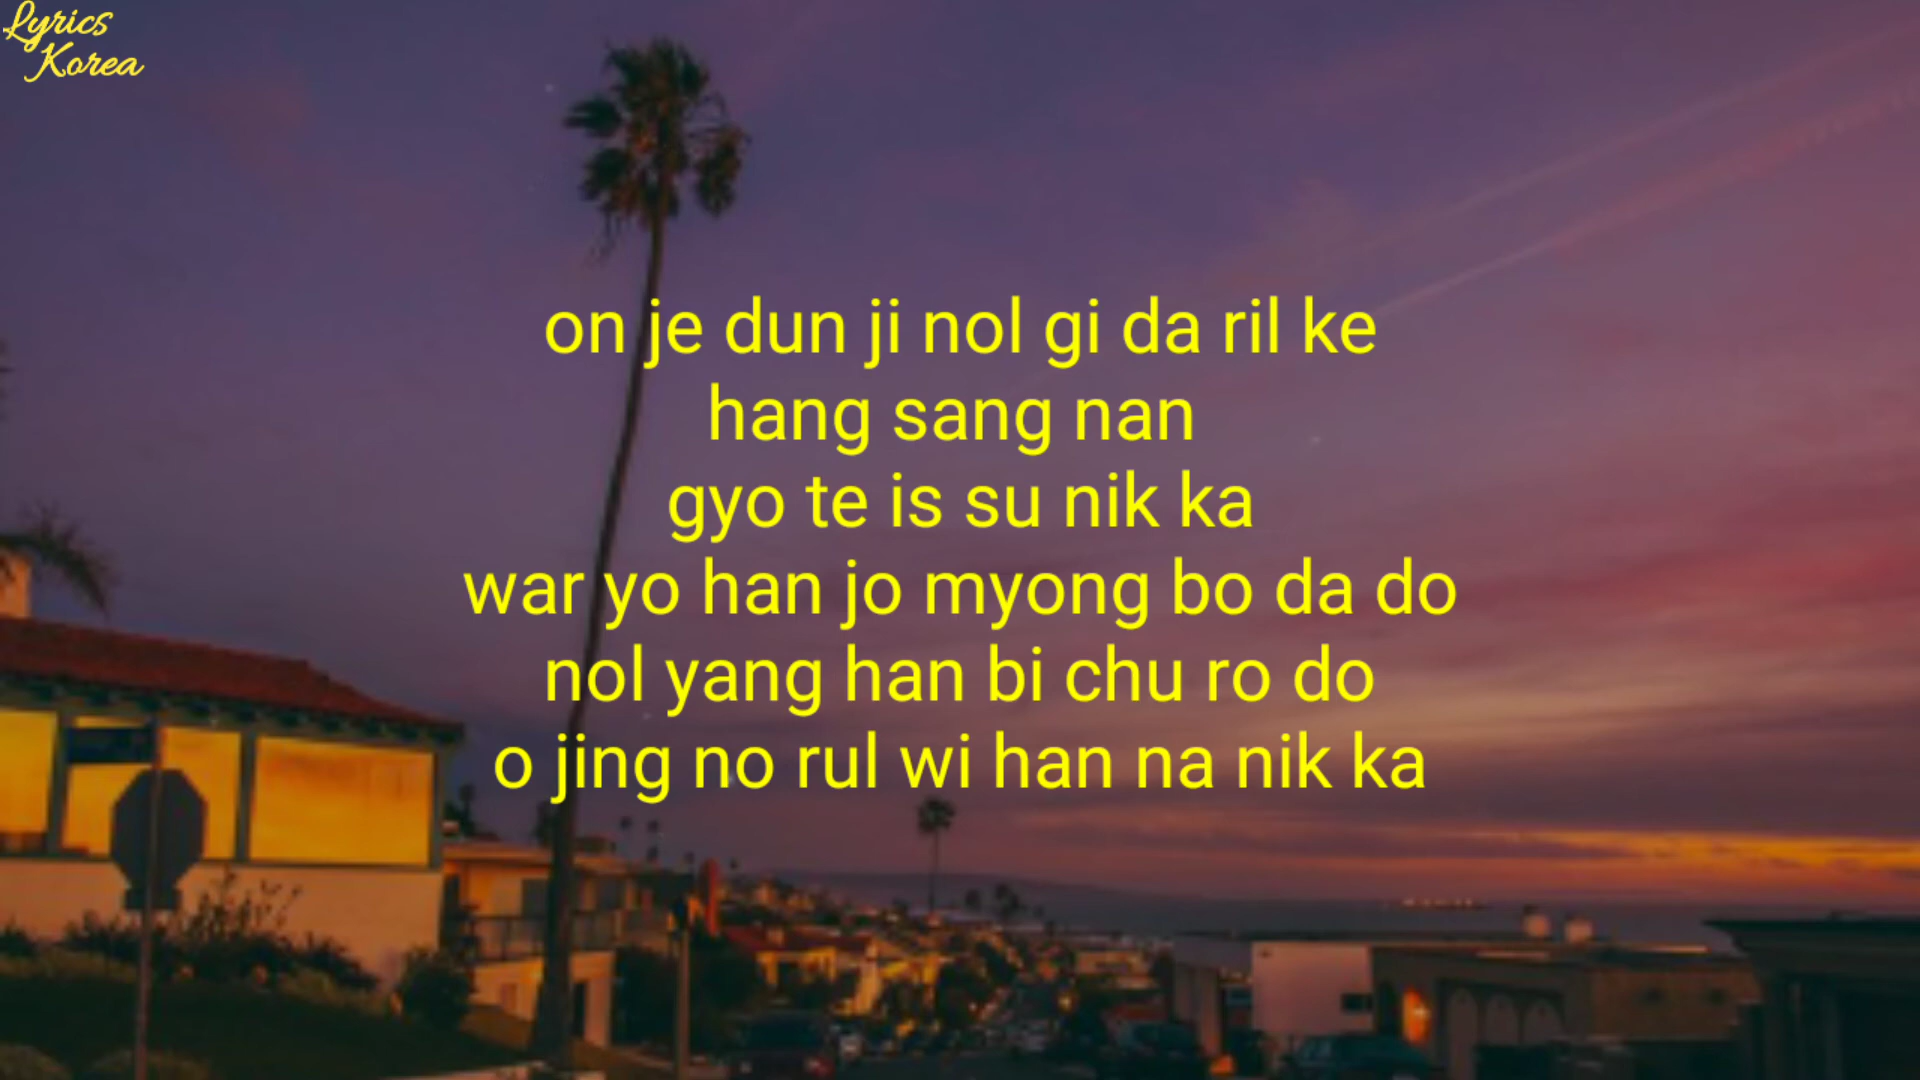 Lyrics
Korea
on je dun ji nol gi da ril ke
hang sang nan
gyo te is su nik ka
war yo han jo myong bo da do
nol yang han bi chu ro do
o jing no rul wi han na nik ka